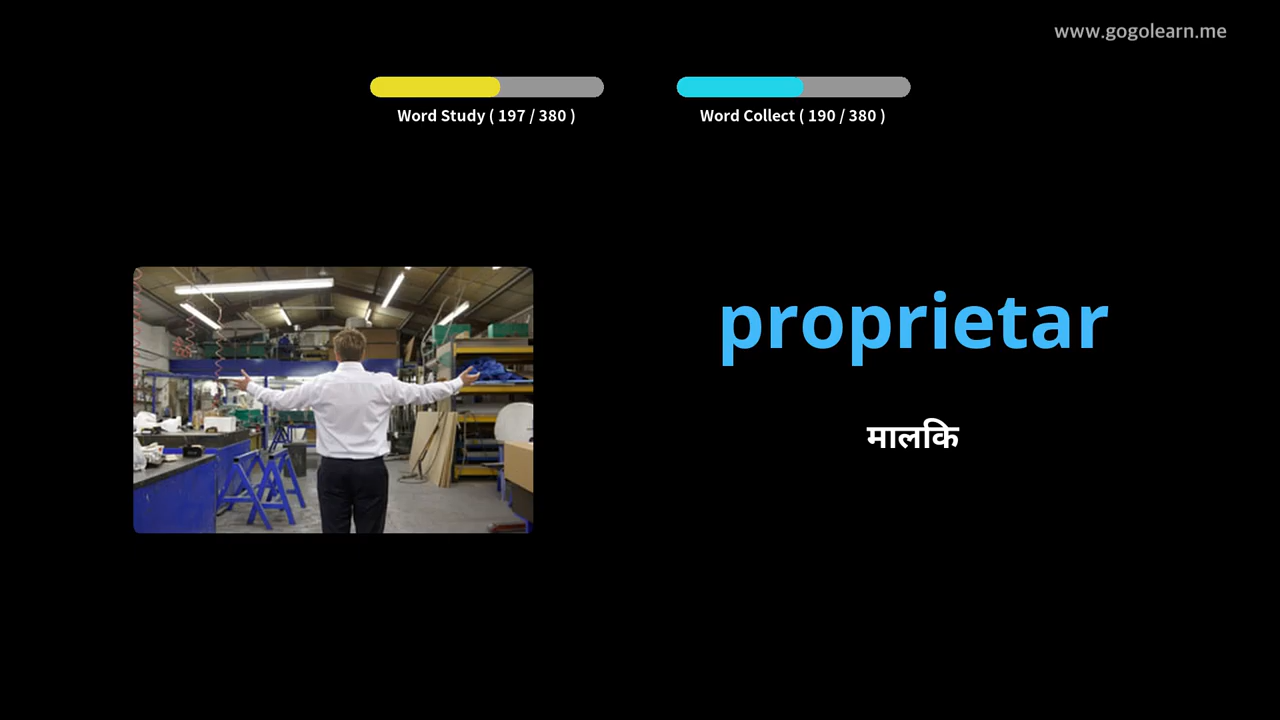 www.gogolearn.me
Word Study ( 197 / 380 )
Word Collect ( 190 / 380 )
proprietar
मालकि